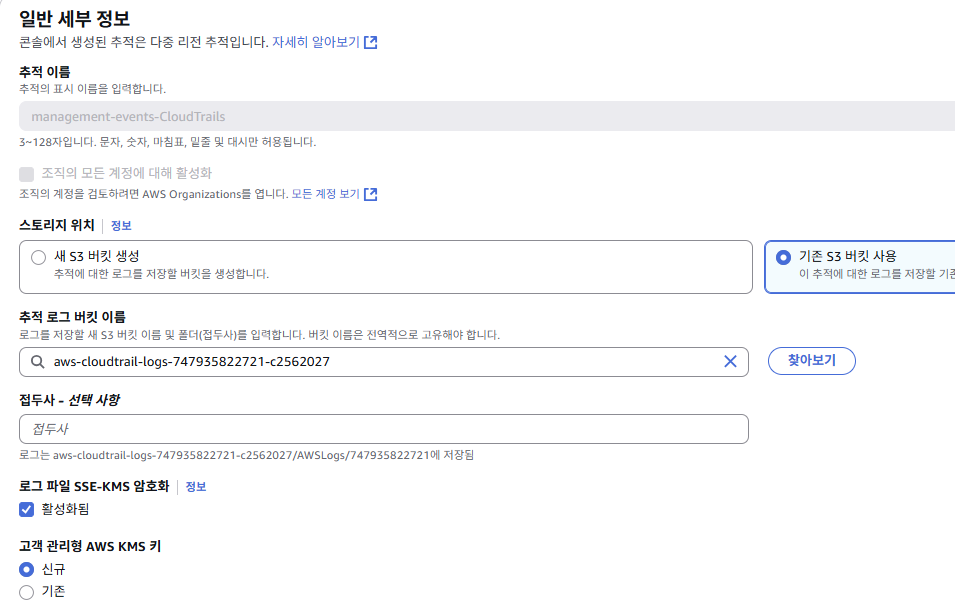 일반 세부 정보
콘솔에서 생성된 추적은 다중 리전 추적입니다. 자세히 알아보기
추적 이름
추적의 표시 이름을 입력합니다.
management-events-CloudTrails
3~128자입니다. 문자, 숫자, 마침표, 밑줄 및 대시만 허용됩니다.
조직의 모든 계정에 대해 활성화
조직의 계정을 검토하려면 AWS Organizations를 엽니다. 모든 계정 보기
스토리지 위치 정보
새 S3 버킷 생성
추적에 대한 로그를 저장할 버킷을 생성합니다.
기존 S3 버킷 사용
이 추적에 대한 로그를 저장할 기존
추적 로그 버킷 이름
로그를 저장할 새 S3 버킷 이름 및 폴더(접두사)를 입력합니다. 버킷 이름은 전역적으로 고유해야 합니다.
aws-cloudtrail-logs-747935822721-c2562027
찾아보기
접두사 - 선택 사항
접두사
로그는 aws-cloudtrail-logs-747935822721-c2562027/AWSLogs/747935822721에 저장됨
로그 파일 SSE-KMS 암호화 정보
활성화됨
고객 관리형 AWS KMS 키
신규
기존